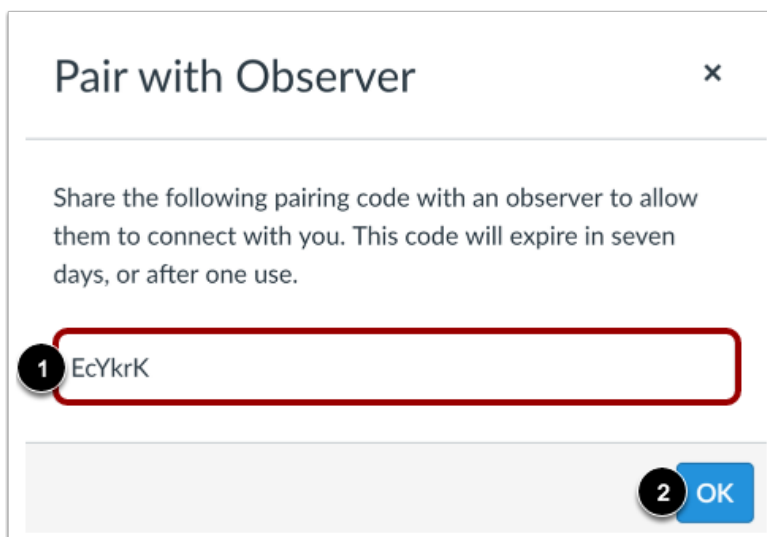 Pair with Observer ×
Share the following pairing code with an observer to allow
them to connect with you. This code will expire in seven
days, or after one use.
1 EcYkrK
2 OK